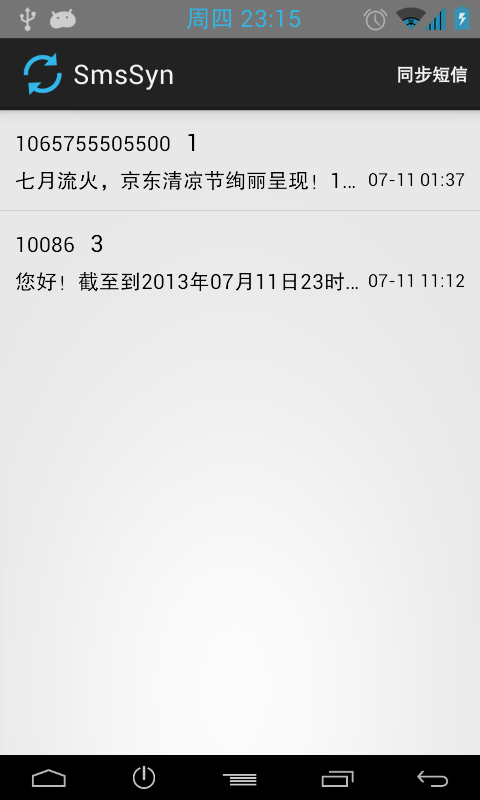 周四 23:15
SmsSyn 同步短信
1065755505500 1
七月流火，京东清凉节绚丽呈现！1... 07-11 01:37
10086 3
您好！截至到2013年07月11日23时... 07-11 11:12